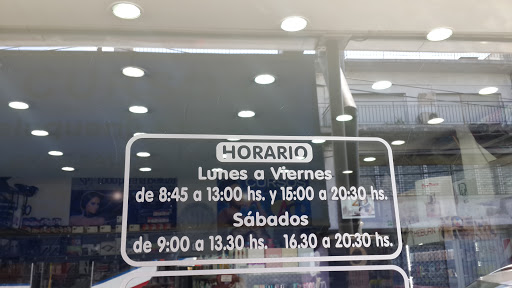 HORARIO
Lunes a Viernes
de 8:45 a 13:00 hs. y 15:00 a 20:30 hs.
Sábados
de 9:00 a 13.30 hs. 16.30 a 20.30 hs.